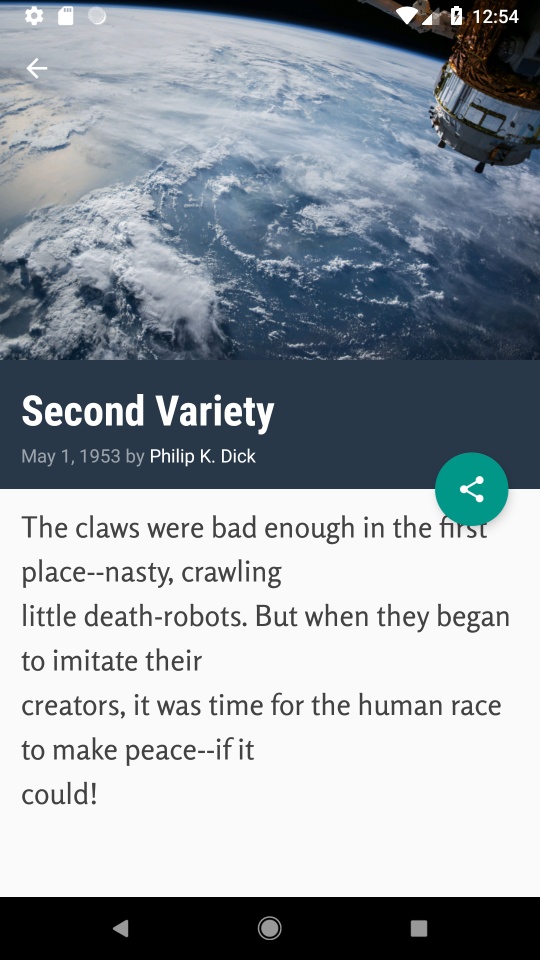 12:54
Second Variety
May 1, 1953 by Philip K. Dick
The claws were bad enough in the first
place--nasty, crawling
little death-robots. But when they began
to imitate their
creators, it was time for the human race
to make peace--if it
could!